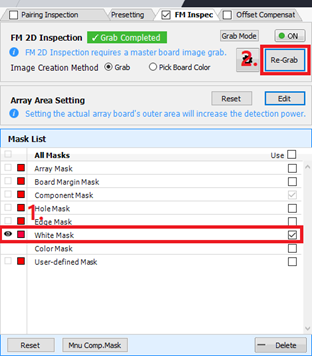 Pairing Inspection Presetting FM Inspec Offset Compensat
FM 2D Inspection ✓ Grab Completed Grab Mode ON
FM 2D Inspection requires a master board image grab.
2. Re-Grab
Image Creation Method Grab Pick Board Color
Array Area Setting Reset Edit
Setting the actual array board's outer area will increase the detection power.
Mask List
All Masks Use
Array Mask
Board Margin Mask
Component Mask
Hole Mask
1.
Edge Mask
White Mask
Color Mask
User-defined Mask
Reset Mnu Comp.Mask Delete